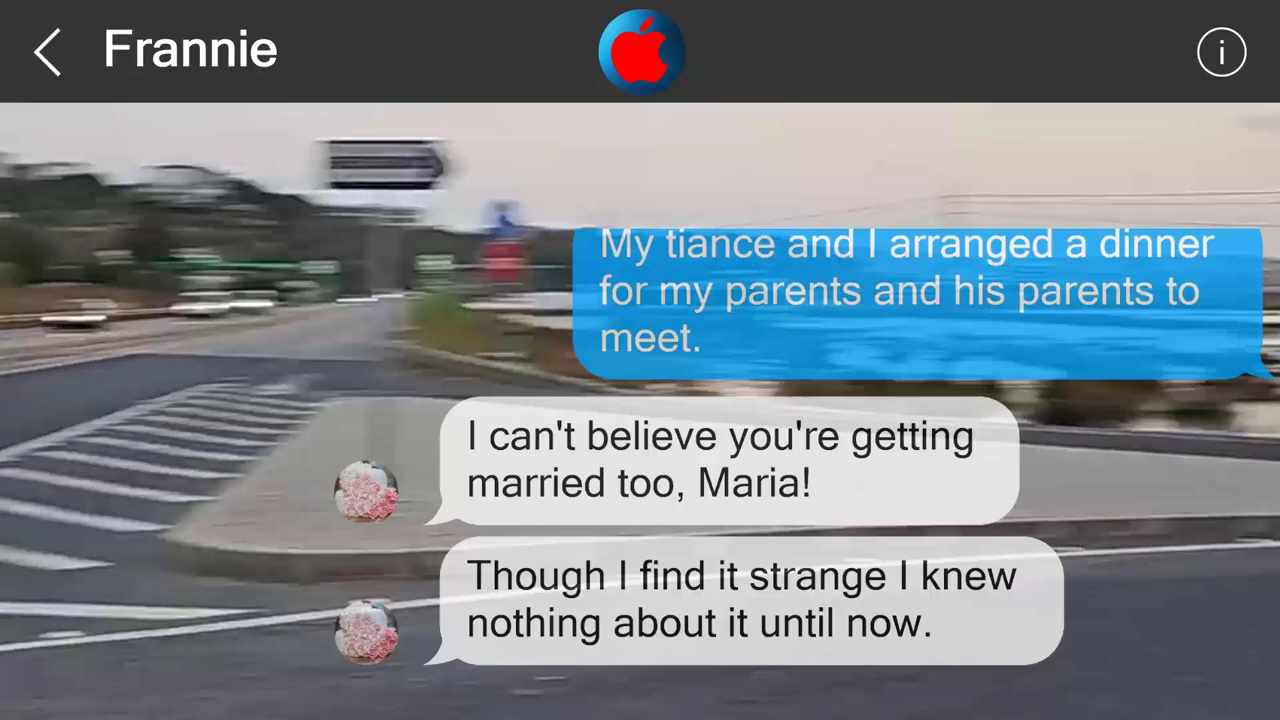 Frannie
i
My fiance and I arranged a dinner
for my parents and his parents to
meet.
I can't believe you're getting
married too, Maria!
Though I find it strange I knew
nothing about it until now.